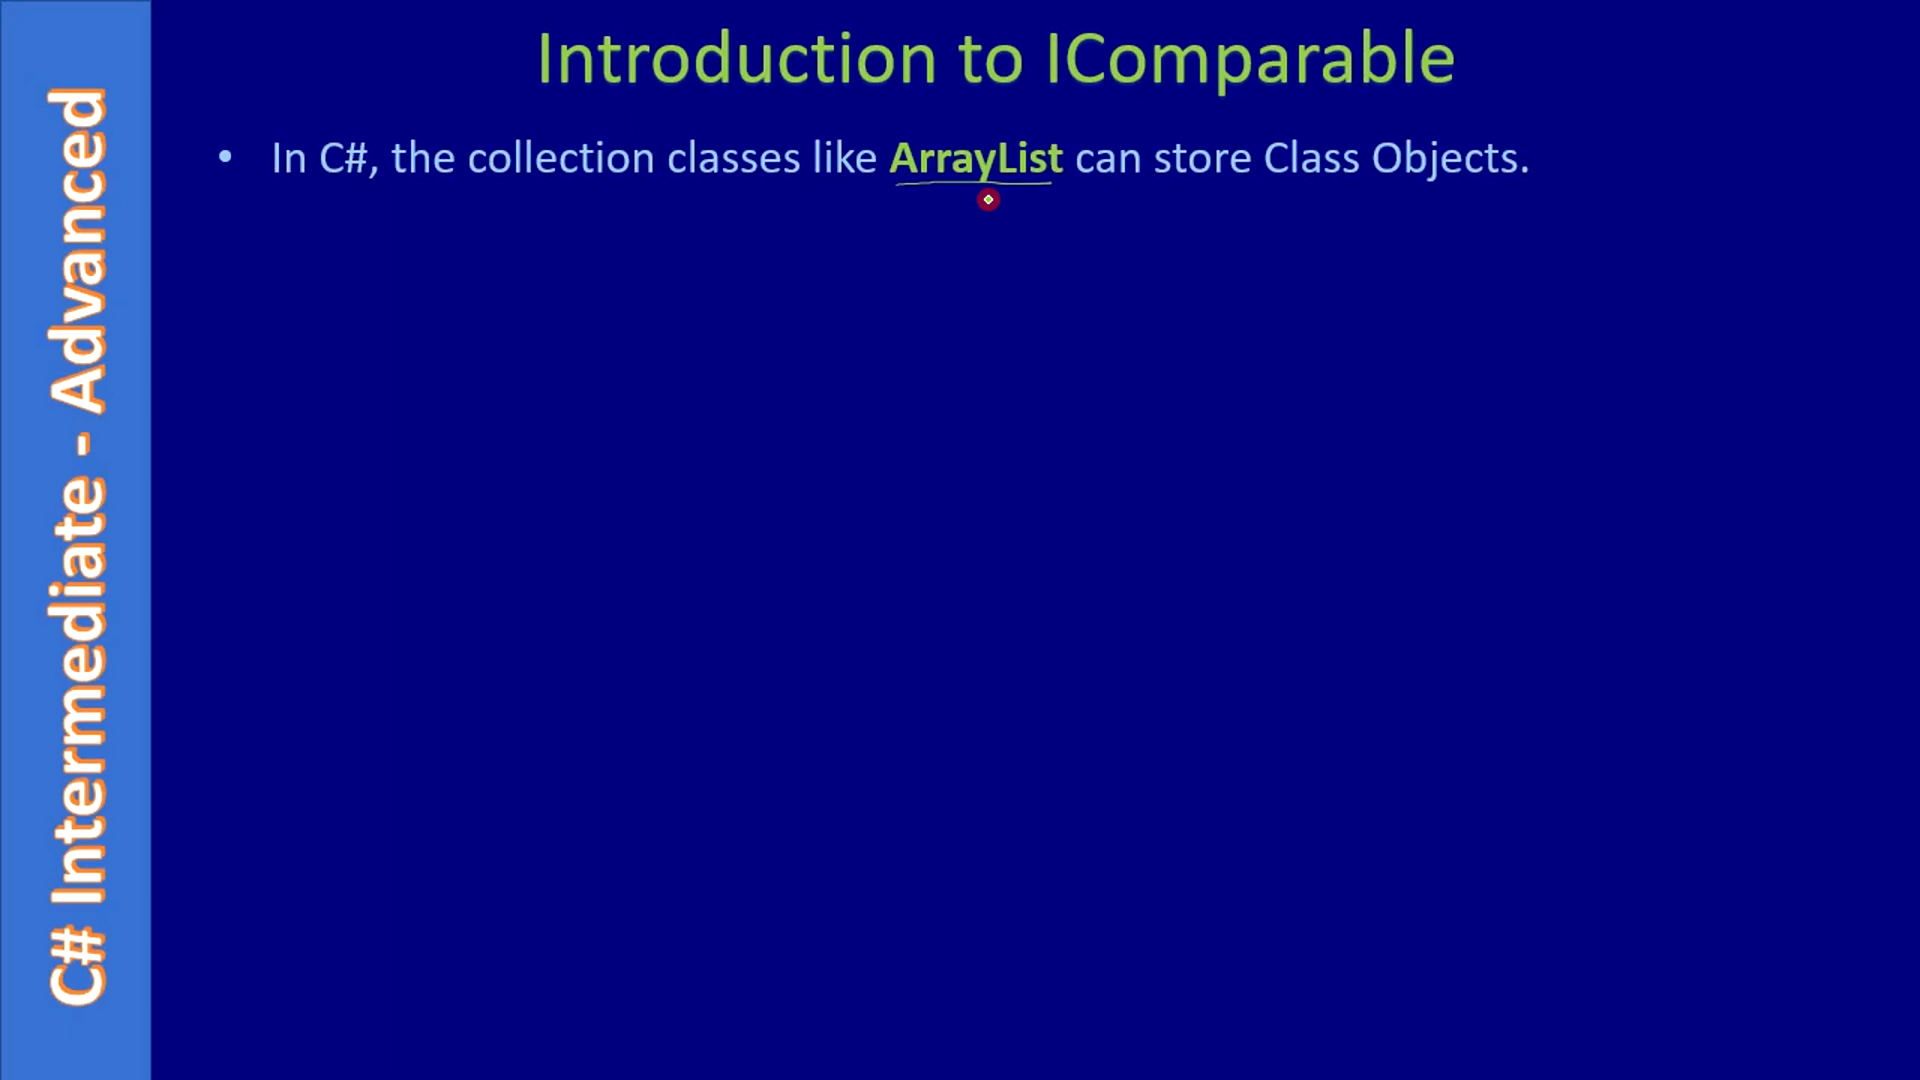 Introduction to IComparable
• In C#, the collection classes like ArrayList can store Class Objects.
C# Intermediate - Advanced